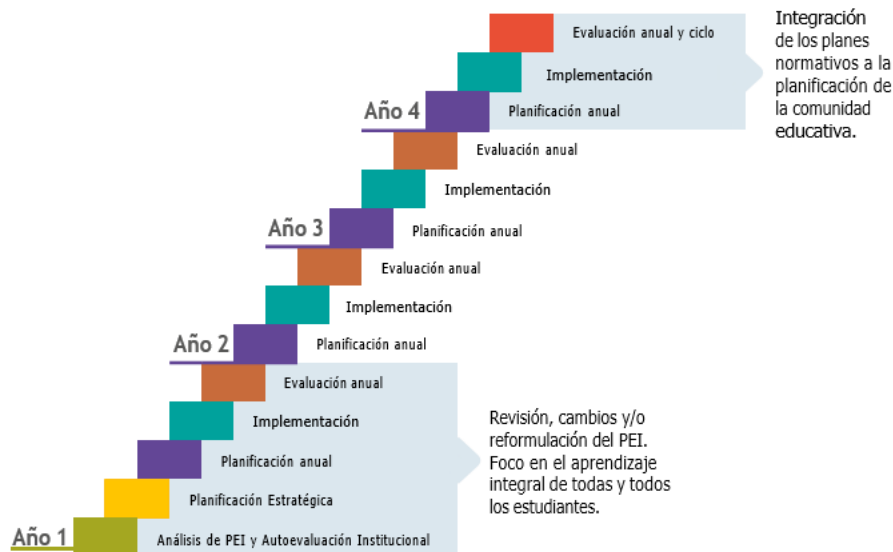 Evaluación anual y ciclo
Implementación
Año 4 Planificación anual
Integración
de los planes
normativos a la
planificación de
la comunidad
educativa.
Evaluación anual
Implementación
Año 3 Planificación anual
Evaluación anual
Implementación
Año 2 Planificación anual
Evaluación anual
Implementación
Planificación anual
Planificación Estratégica
Año 1 Análisis de PEI y Autoevaluación Institucional
Revisión, cambios y/o
reformulación del PEI.
Foco en el aprendizaje
integral de todas y todos
los estudiantes.